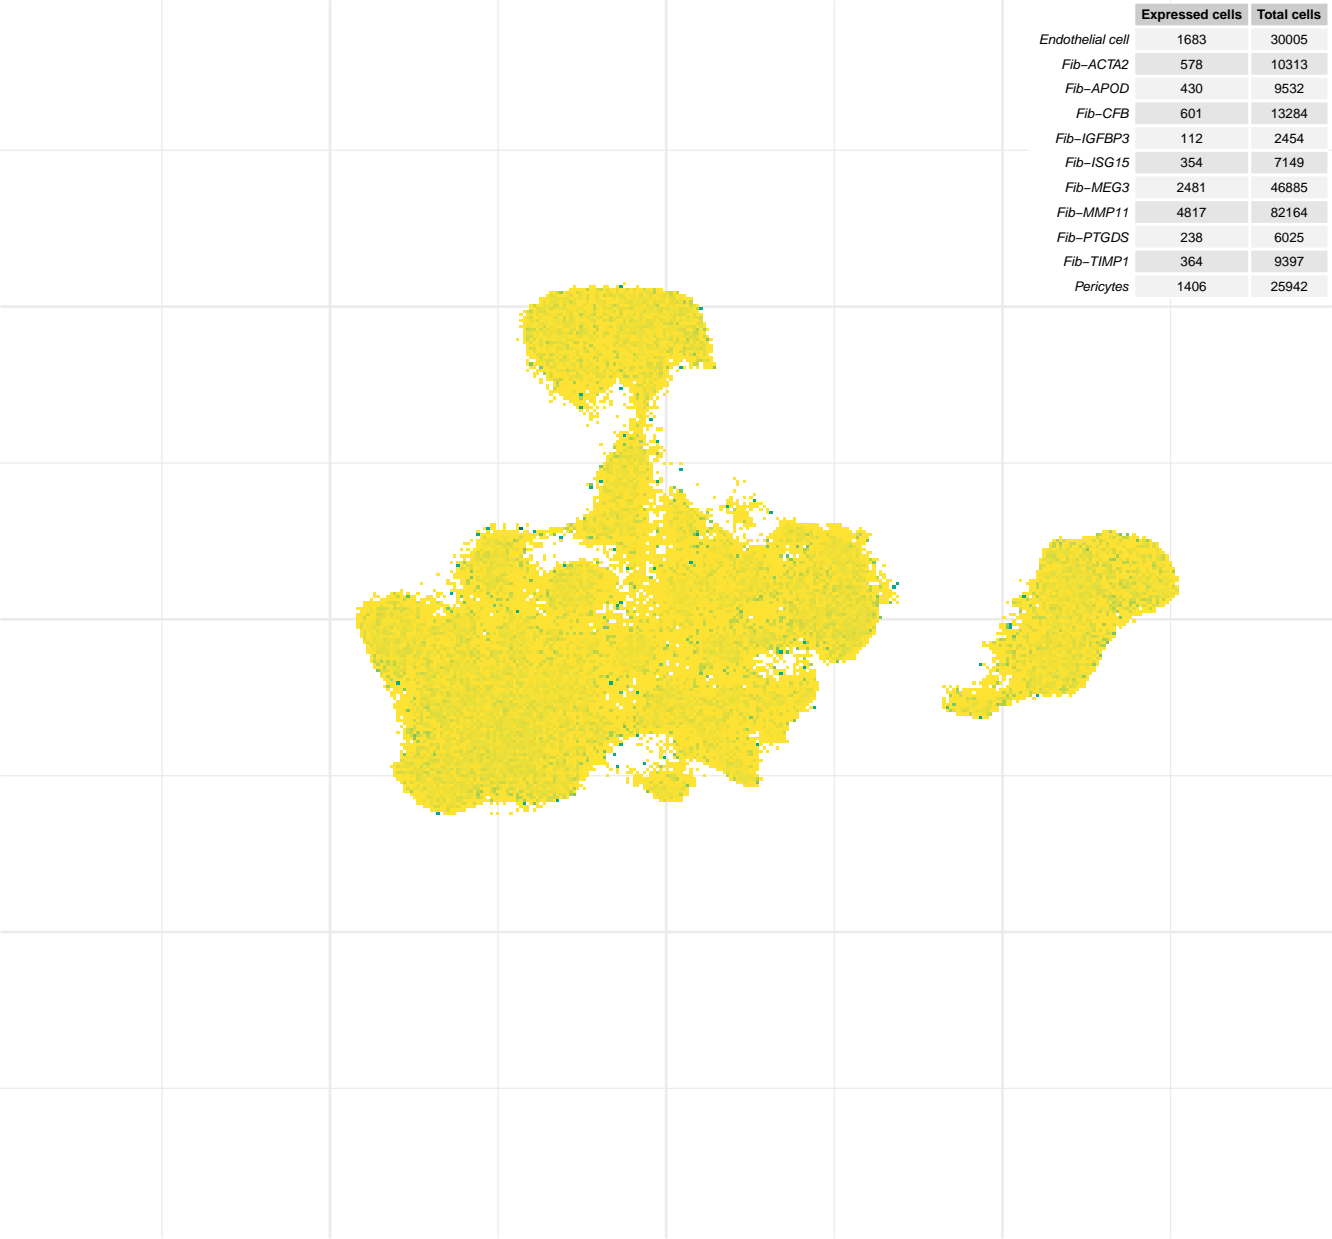 Expressed cells Total cells
Endothelial cell 1683 30005
Fib−ACTA2 578 10313
Fib−APOD 430 9532
Fib−CFB 601 13284
Fib−IGFBP3 112 2454
Fib−ISG15 354 7149
Fib−MEG3 2481 46885
Fib−MMP11 4817 82164
Fib−PTGDS 238 6025
Fib−TIMP1 364 9397
Pericytes 1406 25942